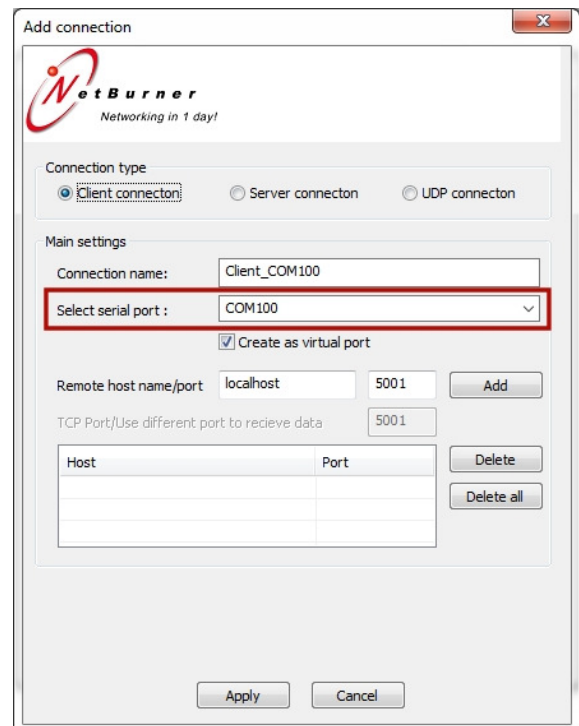 Add connection
NetBurner
Networking in 1 day!
Connection type
Client connecton
Server connecton
UDP connecton
Main settings
Connection name:
Client_COM100
Select serial port :
COM100
Create as virtual port
Remote host name/port
localhost
5001
Add
TCP Port/Use different port to recieve data
5001
Host
Port
Delete
Delete all
Apply
Cancel